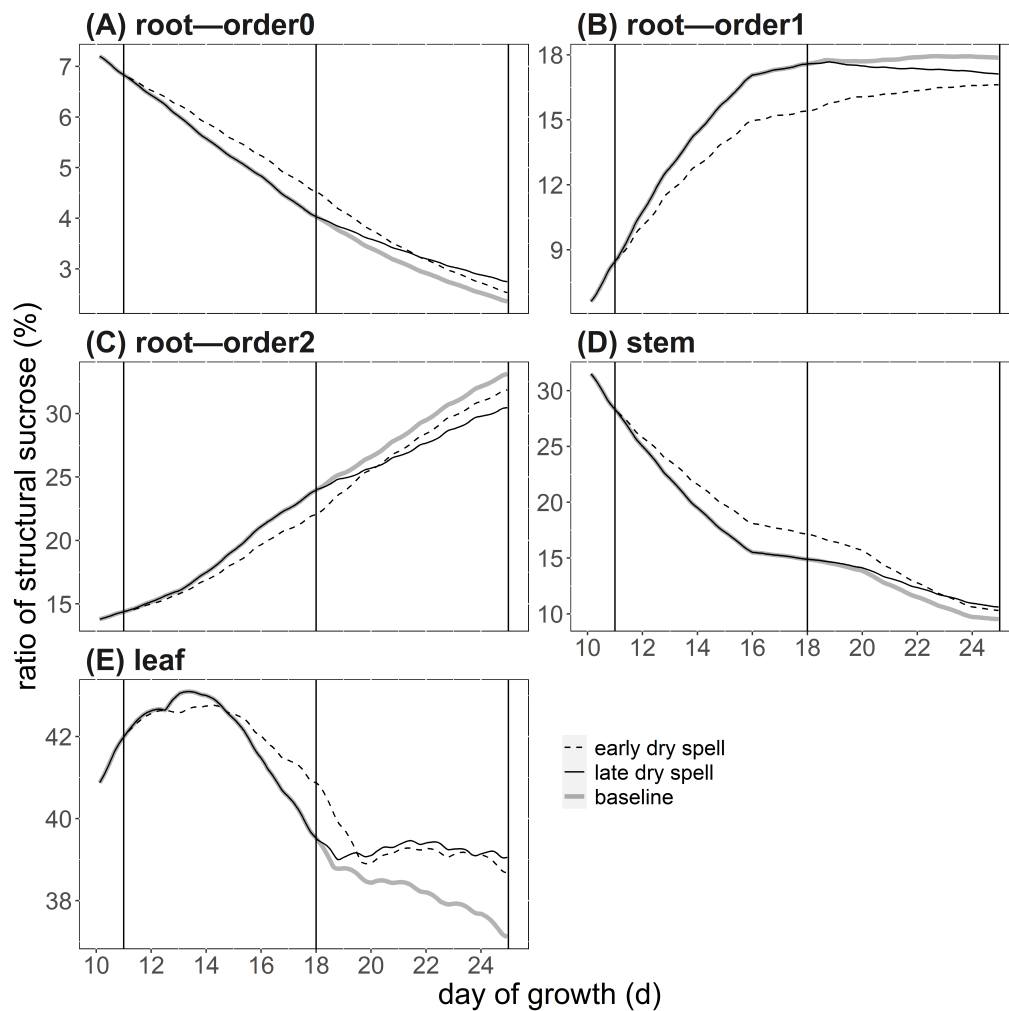 (A) root—order0
7
6
5
4
3
(B) root—order1
18
15
12
9
(C) root—order2
30
25
20
15
(D) stem
30
25
20
15
10
10 12 14 16 18 20 22 24
(E) leaf
42
40
38
10 12 14 16 18 20 22 24
early dry spell
late dry spell
baseline
ratio of structural sucrose (%)
day of growth (d)